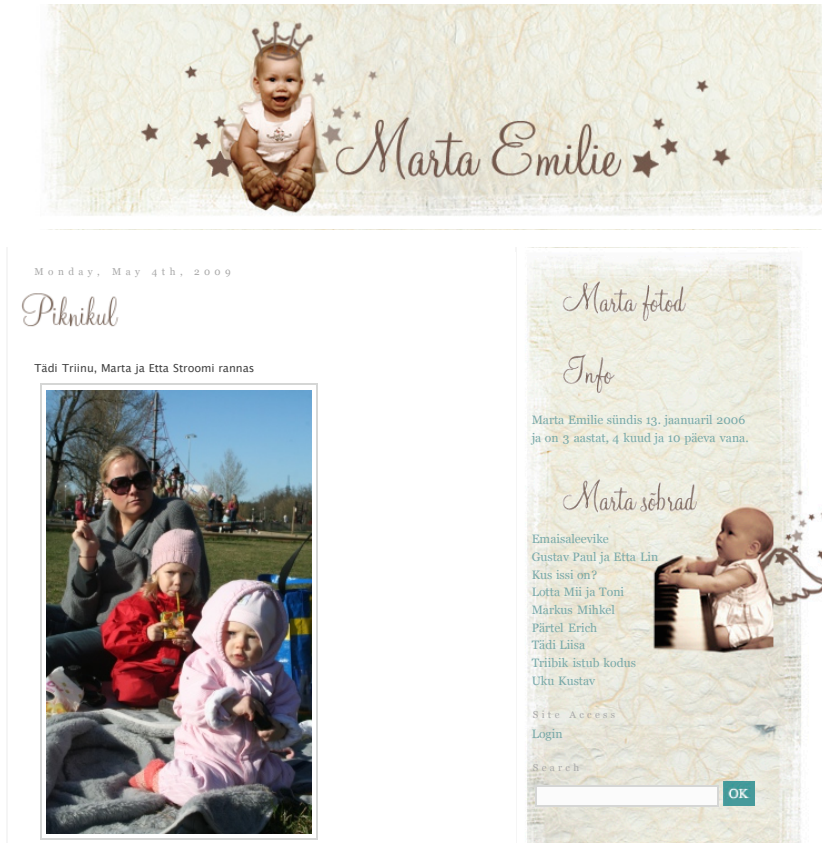 Marta Emilie
Monday, May 4th, 2009
Piknikul
Tädi Triinu, Marta ja Etta Stroomi rannas
Marta fotod
Info
Marta Emilie sündis 13. jaanuaril 2006
ja on 3 aastat, 4 kuud ja 10 päeva vana.
Marta sõbrad
Emaisaleevike
Gustav Paul ja Etta Lin
Kus issi on?
Lotta Mii ja Toni
Markus Mihkel
Pärtel Erich
Tädi Liisa
Triibik istub kodus
Uku Kustav
Site Access
Login
Search
OK